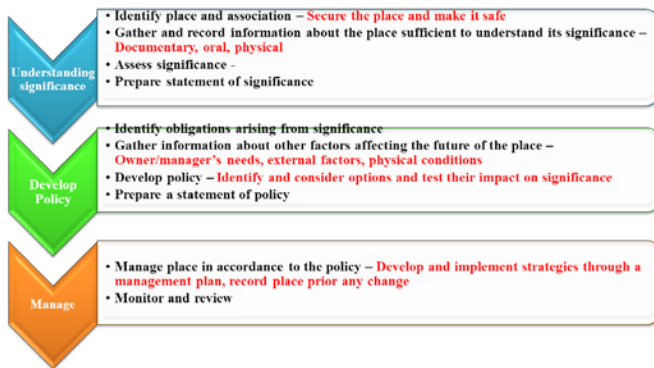 • Identify place and association – Secure the place and make it safe
• Gather and record information about the place sufficient to understand its significance –
Documentary, oral, physical
• Assess significance -
• Prepare statement of significance
Understanding
significance
• Identify obligations arising from significance
• Gather information about other factors affecting the future of the place –
Owner/manager's needs, external factors, physical conditions
• Develop policy – Identify and consider options and test their impact on significance
• Prepare a statement of policy
Develop
Policy
• Manage place in accordance to the policy – Develop and implement strategies through a
management plan, record place prior any change
• Monitor and review
Manage